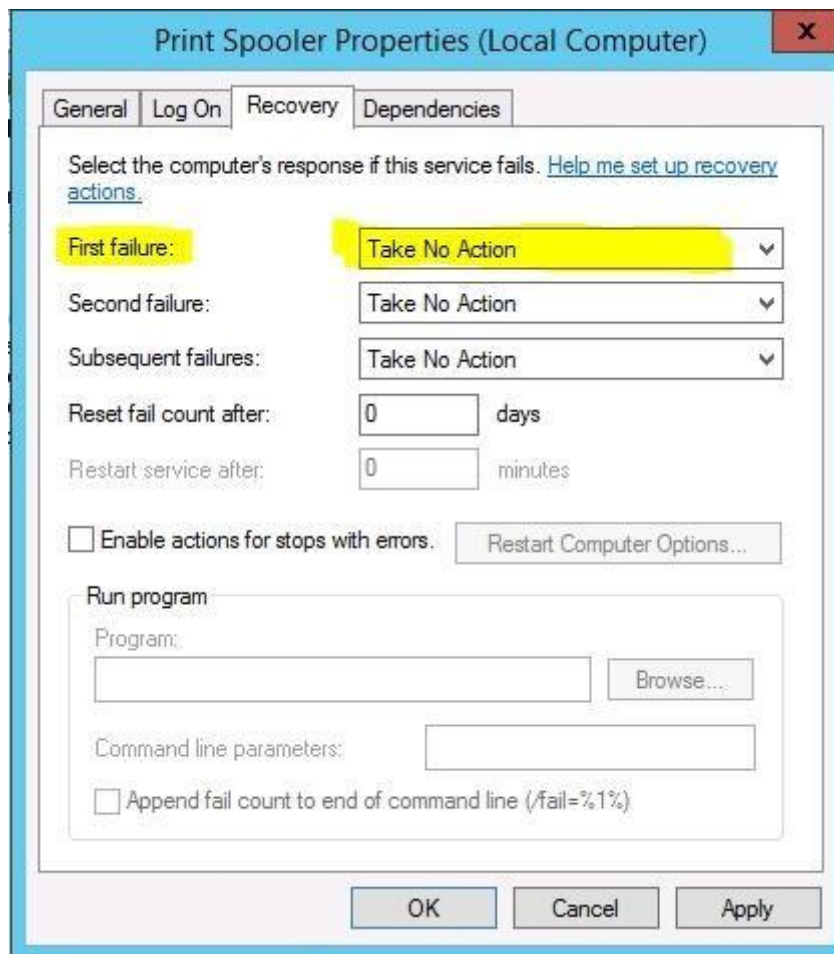 Print Spooler Properties (Local Computer)
x
General Log On Recovery Dependencies
Select the computer's response if this service fails. Help me set up recovery
actions.
First failure: Take No Action
Second failure: Take No Action
Subsequent failures: Take No Action
Reset fail count after: 0 days
Restart service after: 0 minutes
Enable actions for stops with errors. Restart Computer Options...
Run program
Program:
Browse...
Command line parameters:
Append fail count to end of command line (/fail=%1%)
OK Cancel Apply